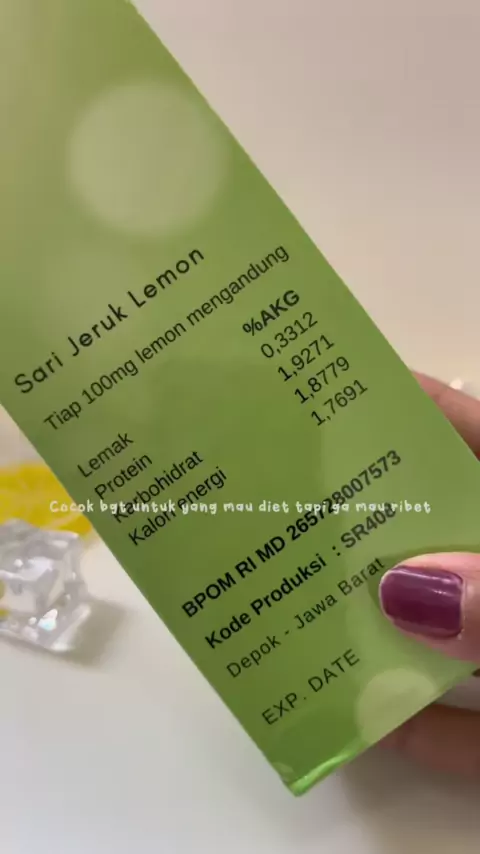 Sari Jeruk Lemon
Tiap 100mg lemon mengandung
%AKG
Lemak 0,3312
Protein 1,9271
Karbohidrat 1,8779
Kalori energi 1,7691
Cocok bgt untuk yang mau diet tapi ga mau ribet
BPOM RI MD 265728007573
Kode Produksi : SR408
Depok - Jawa Barat
EXP. DATE